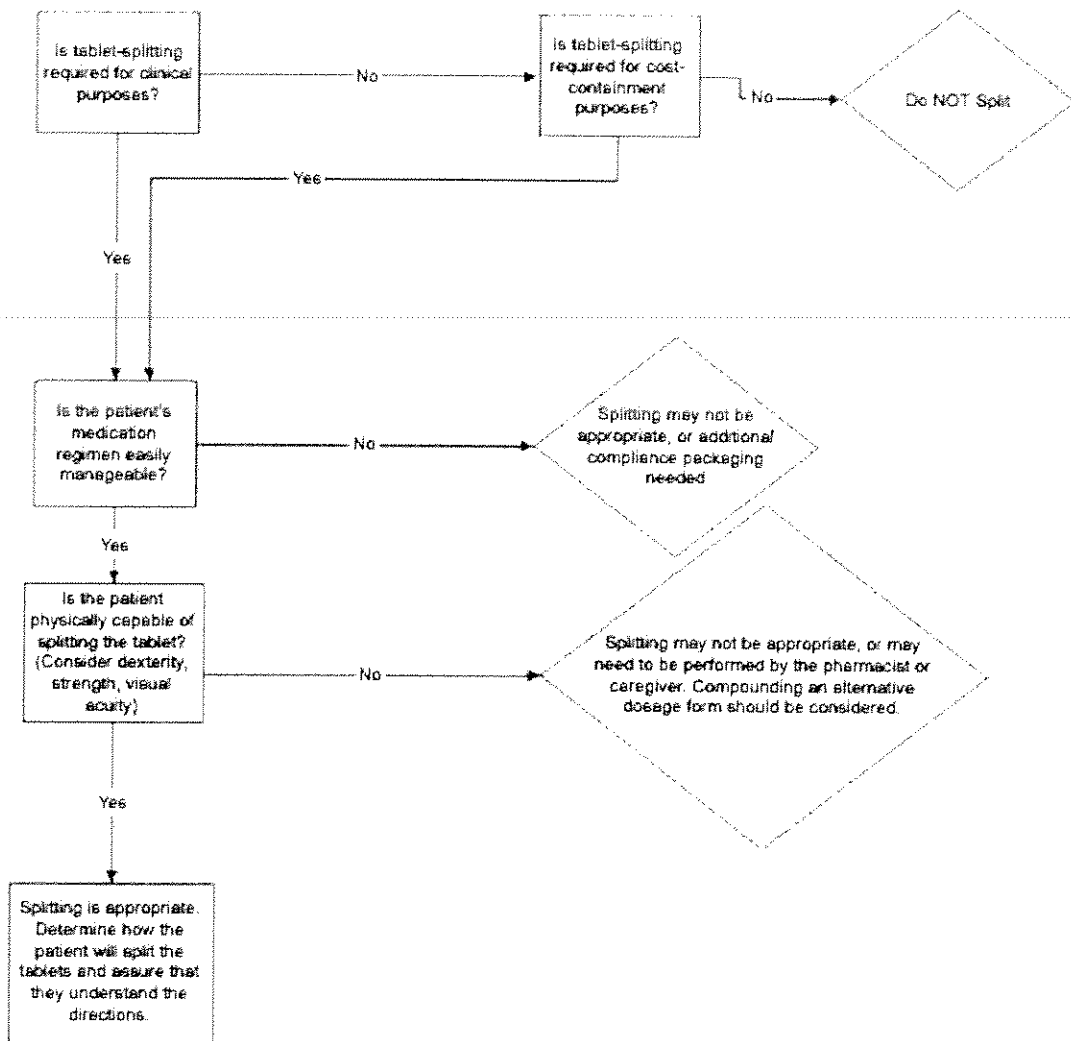 Is tablet-splitting
required for clinical
purposes?
No
Is tablet-splitting
required for cost-
containment
purposes?
No
Do NOT Split
Yes
Yes
Is the patient's
medication
regimen easily
manageable?
No
Splitting may not be
appropriate, or additional
compliance packaging
needed
Yes
Is the patient
physically capable of
splitting the tablet?
(Consider dexterity,
strength, visual
acuity)
No
Splitting may not be appropriate, or may
need to be performed by the pharmacist or
caregiver. Compounding an alternative
dosage form should be considered.
Yes
Splitting is appropriate.
Determine how the
patient will split the
tablets and assure that
they understand the
directions.